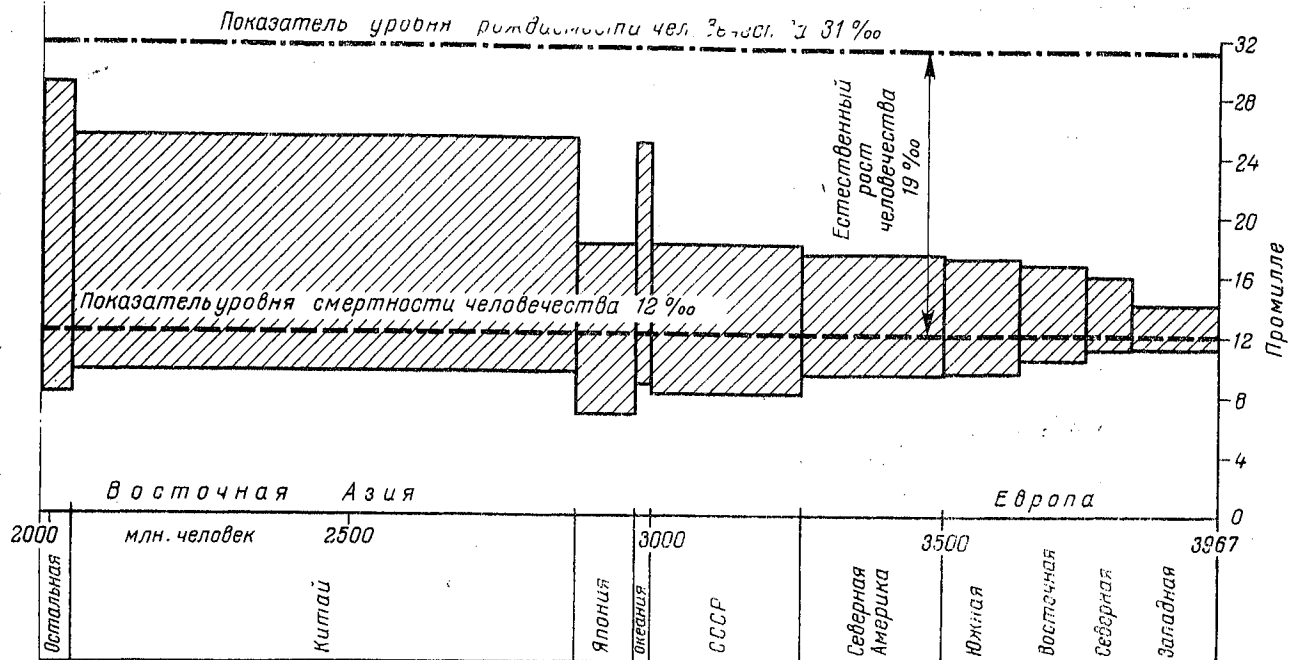 Показатель уровня рождаемости чел. 31 ‰
32
28
24
20
16
12
8
4
0
Промилле
Естественный
рост
человечества
19 ‰
Показатель уровня смертности человечества 12 ‰
Восточная Азия
Европа
2000 млн. человек 2500 3000 3500 3967
Остальная
Китай
Япония
Океания
СССР
Северная
Америка
Южная
Восточная
Северная
Западная